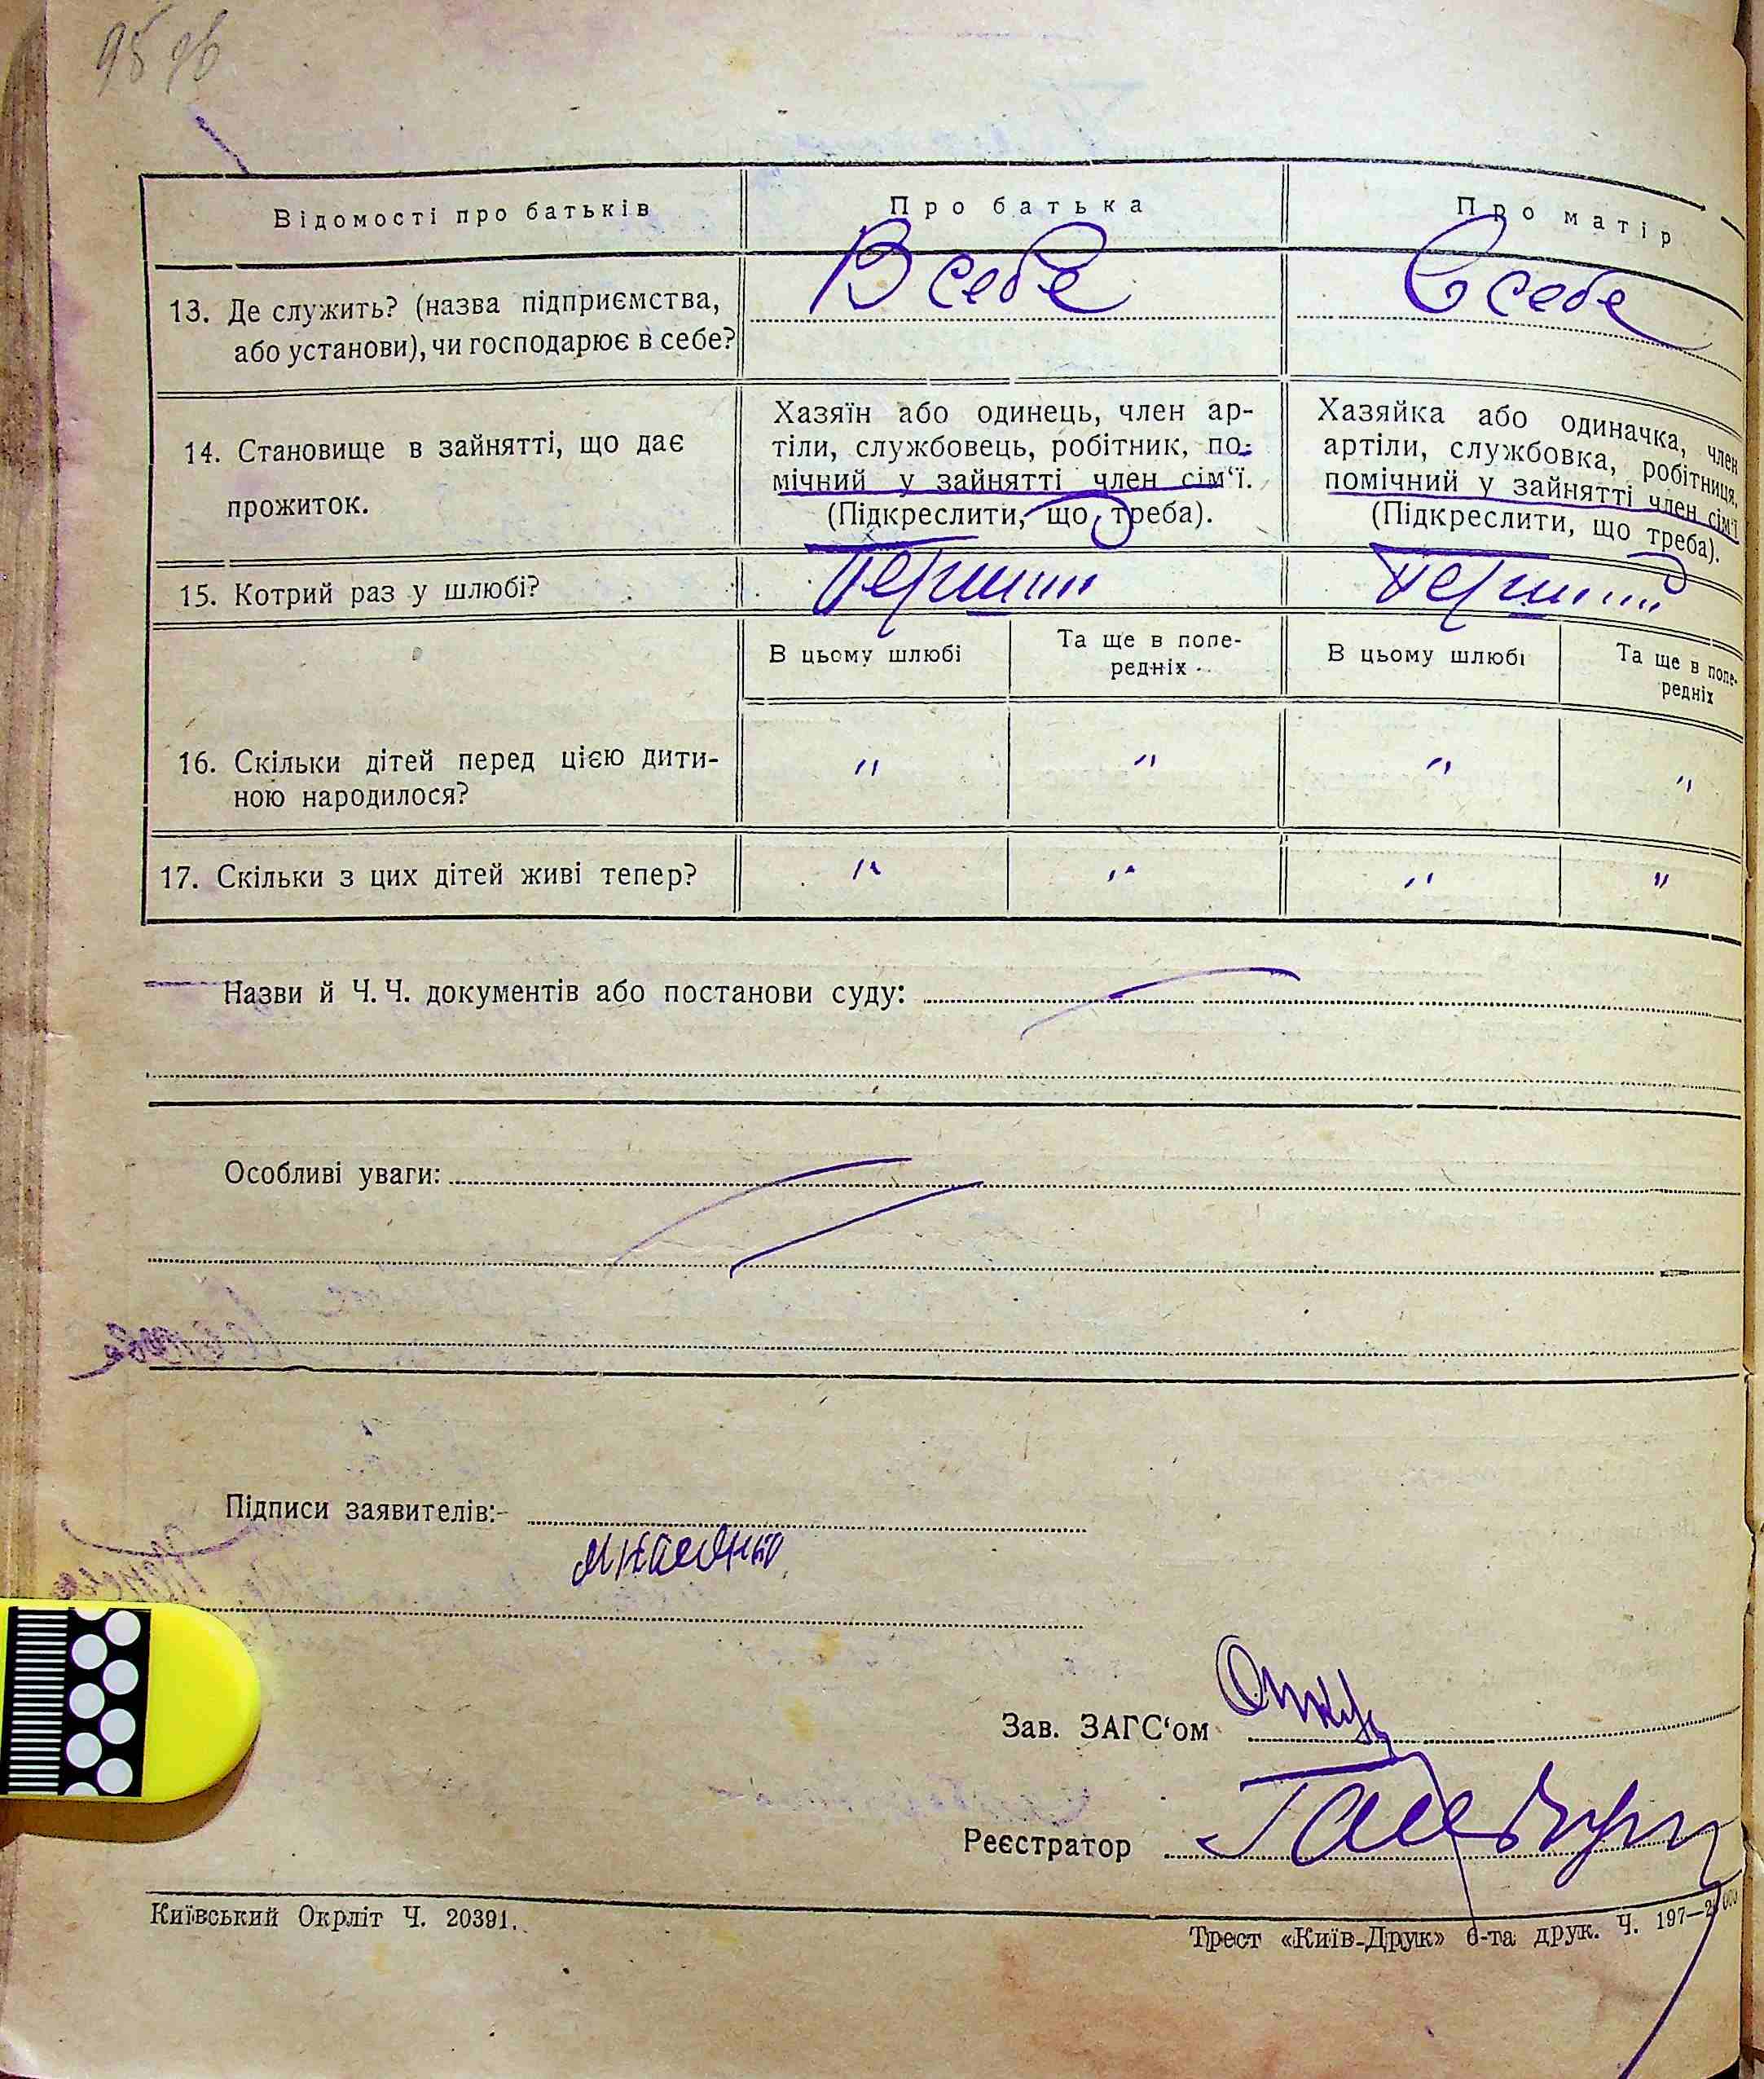 95 зв
Відомості про батьків
Про батька
Про матір
13. Де служить? (назва підприємства,
або установи), чи господарює в себе?
В себе
В себе
14. Становище в зайнятті, що дає
прожиток.
Хазяїн або одинець, член ар-
тіли, службовець, робітник, по-
мічний у зайнятті член сім‘ї.
(Підкреслити, що треба).
Хазяйка або одиначка, член
артіли, службовка, робітниця,
помічний у зайнятті член сім‘ї
(Підкреслити, що треба).
15. Котрий раз у шлюбі?
Перший
Перший
В цьому шлюбі
Та ще в попе-
редніх
В цьому шлюбі
Та ще в попе-
редніх
16. Скільки дітей перед цією дити-
ною народилося?
" " " "
17. Скільки з цих дітей живі тепер?
" " " "
Назви й Ч. Ч. документів або постанови суду:
Особливі уваги:
Підписи заявителів:
Зав. ЗАГС‘ом
Реєстратор
Київський Окрліт Ч. 20391.
Трест «Київ-Друк» 6-та друк. Ч. 197—